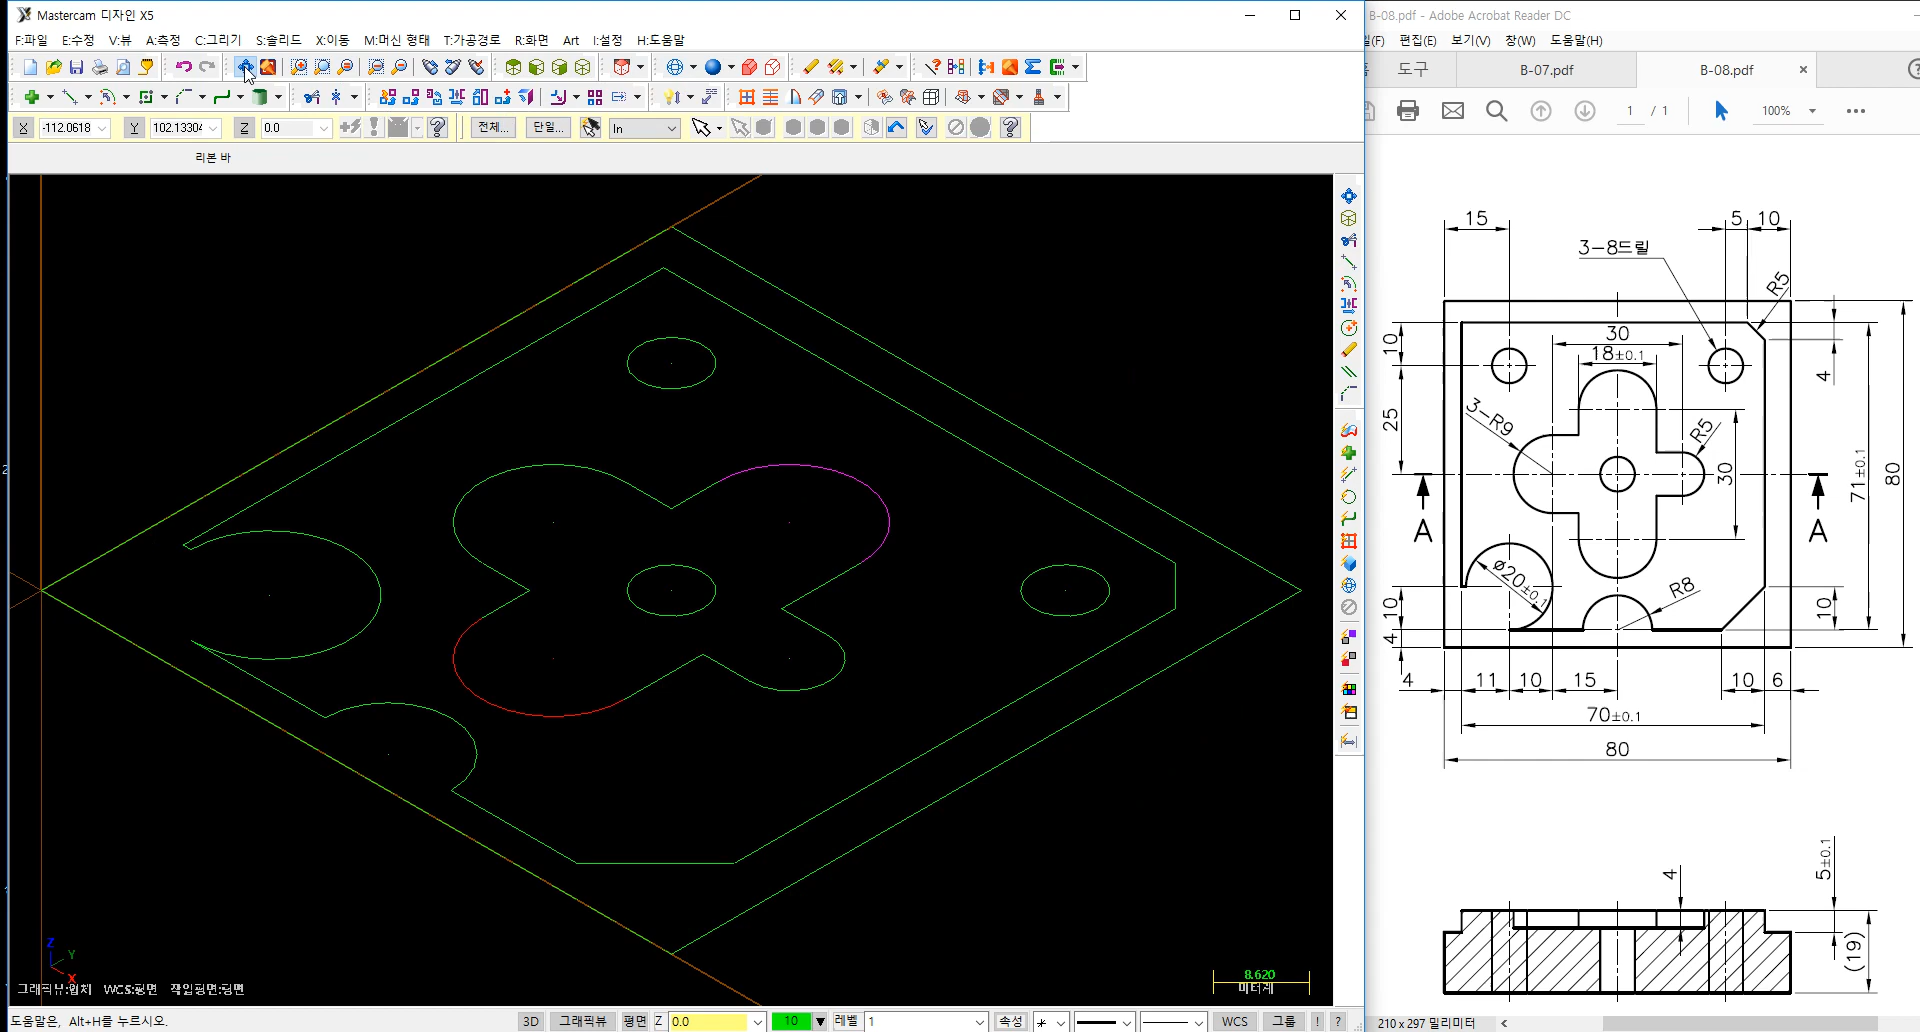 Mastercam 디자인 X5
F:파일 E:수정 V:뷰 A:측정 C:그리기 S:솔리드 X:이동 M:머신 형태 T:가공경로 R:화면 Art I:설정 H:도움말
X -112.0618 Y 102.13304 Z 0.0 전체... 단일... In
리본 바
Z
Y
X
8.620
미터계
그래픽뷰:입체 WCS:평면 작업평면:평면
도움말은, Alt+H를 누르시오.
3D 그래픽뷰 평면 Z 0.0 10 레벨 1 속성 WCS 그룹 ! ?
B-08.pdf - Adobe Acrobat Reader DC
(F) 편집(E) 보기(V) 창(W) 도움말(H)
도구 B-07.pdf B-08.pdf ×
1 / 1 100%
15 5 10
3-8드릴
R5
30
18±0.1
10
4
25
3-R9
R5
30
71±0.1
80
A A
ø20±0.1
R8
10
10
4
4 11 10 15 10 6
70±0.1
80
4
5±0.1
(19)
210 x 297 밀리미터